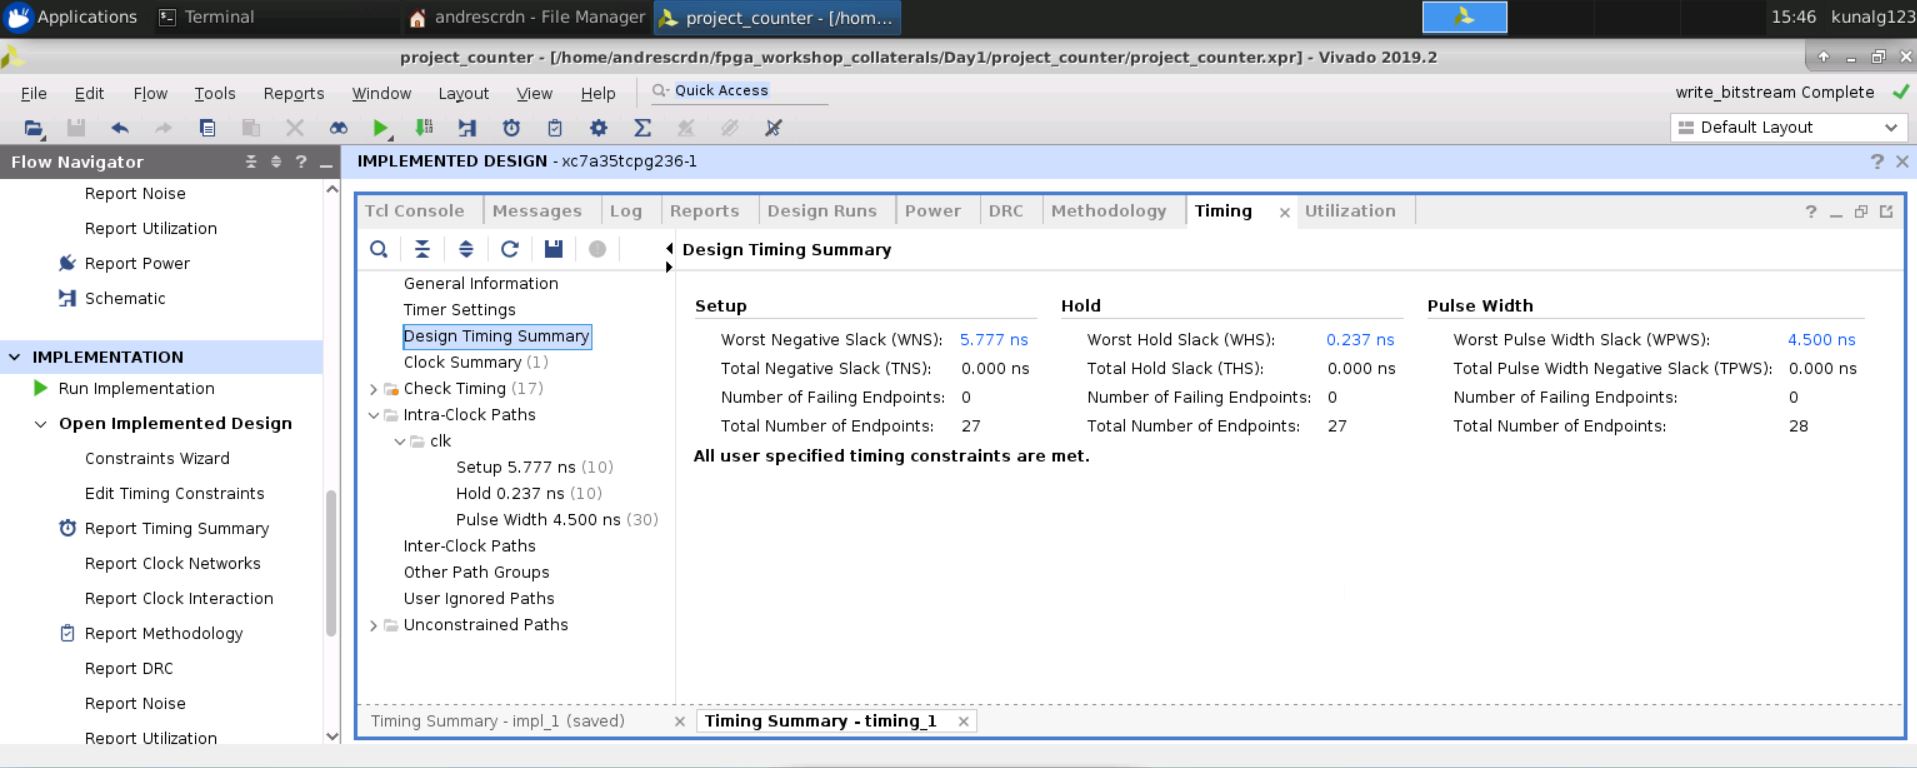 Applications Terminal andrescrdn - File Manager project_counter - [/hom... 15:46 kunalg123
project_counter - [/home/andrescrdn/fpga_workshop_collaterals/Day1/project_counter/project_counter.xpr] - Vivado 2019.2
File Edit Flow Tools Reports Window Layout View Help Quick Access write_bitstream Complete
Default Layout
Flow Navigator
Report Noise
Report Utilization
Report Power
Schematic
IMPLEMENTATION
Run Implementation
Open Implemented Design
Constraints Wizard
Edit Timing Constraints
Report Timing Summary
Report Clock Networks
Report Clock Interaction
Report Methodology
Report DRC
Report Noise
Report Utilization
IMPLEMENTED DESIGN - xc7a35tcpg236-1
Tcl Console Messages Log Reports Design Runs Power DRC Methodology Timing Utilization
General Information
Timer Settings
Design Timing Summary
Clock Summary (1)
Check Timing (17)
Intra-Clock Paths
clk
Setup 5.777 ns (10)
Hold 0.237 ns (10)
Pulse Width 4.500 ns (30)
Inter-Clock Paths
Other Path Groups
User Ignored Paths
Unconstrained Paths
Design Timing Summary
Setup Hold Pulse Width
Worst Negative Slack (WNS): 5.777 ns Worst Hold Slack (WHS): 0.237 ns Worst Pulse Width Slack (WPWS): 4.500 ns
Total Negative Slack (TNS): 0.000 ns Total Hold Slack (THS): 0.000 ns Total Pulse Width Negative Slack (TPWS): 0.000 ns
Number of Failing Endpoints: 0 Number of Failing Endpoints: 0 Number of Failing Endpoints: 0
Total Number of Endpoints: 27 Total Number of Endpoints: 27 Total Number of Endpoints: 28
All user specified timing constraints are met.
Timing Summary - impl_1 (saved) Timing Summary - timing_1